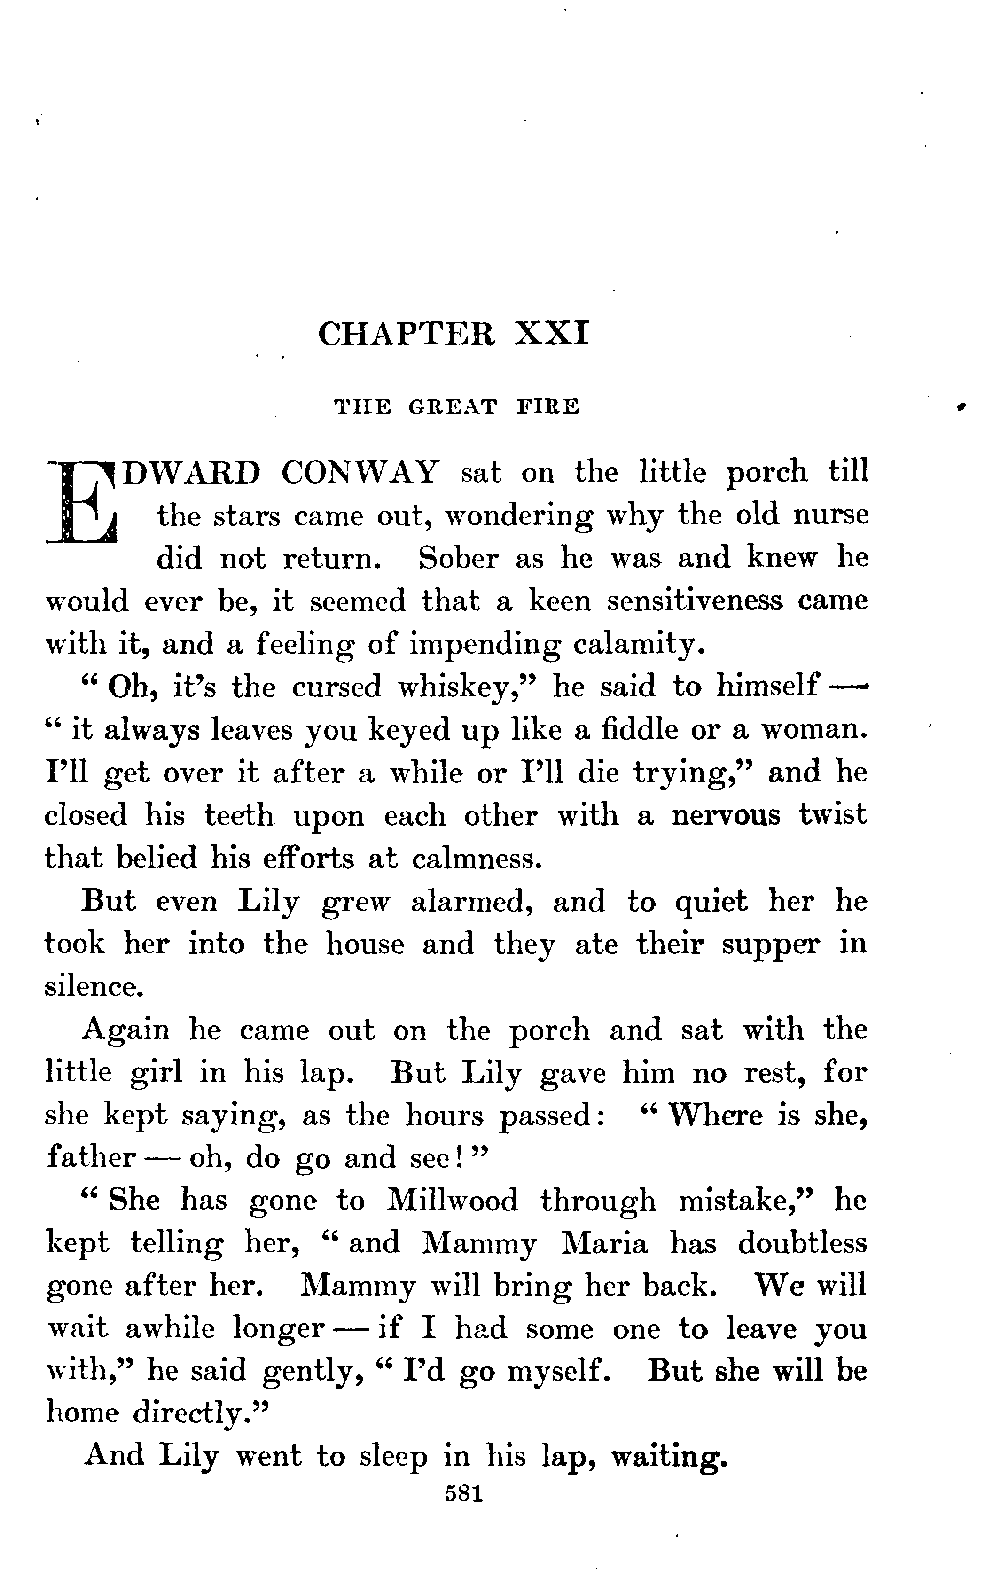 CHAPTER XXI
THE GREAT FIRE
EDWARD CONWAY sat on the little porch till
the stars came out, wondering why the old nurse
did not return. Sober as he was and knew he
would ever be, it seemed that a keen sensitiveness came
with it, and a feeling of impending calamity.
“ Oh, it’s the cursed whiskey,” he said to himself —
“ it always leaves you keyed up like a fiddle or a woman.
I’ll get over it after a while or I’ll die trying,” and he
closed his teeth upon each other with a nervous twist
that belied his efforts at calmness.
But even Lily grew alarmed, and to quiet her he
took her into the house and they ate their supper in
silence.
Again he came out on the porch and sat with the
little girl in his lap. But Lily gave him no rest, for
she kept saying, as the hours passed: “ Where is she,
father — oh, do go and see! ”
“ She has gone to Millwood through mistake,” he
kept telling her, “ and Mammy Maria has doubtless
gone after her. Mammy will bring her back. We will
wait awhile longer — if I had some one to leave you
with,” he said gently, “ I’d go myself. But she will be
home directly.”
And Lily went to sleep in his lap, waiting.
581